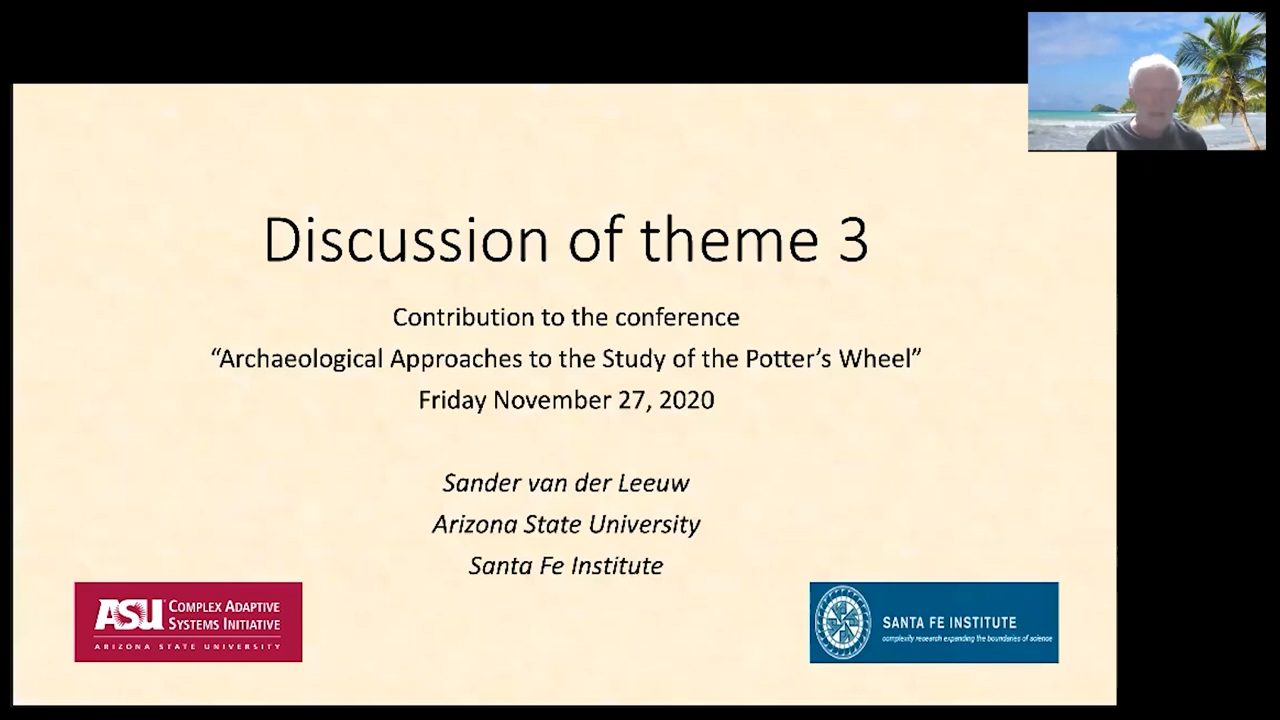 Discussion of theme 3
Contribution to the conference
“Archaeological Approaches to the Study of the Potter’s Wheel”
Friday November 27, 2020
Sander van der Leeuw
Arizona State University
Santa Fe Institute
ASU COMPLEX ADAPTIVE
SYSTEMS INITIATIVE
ARIZONA STATE UNIVERSITY
SANTA FE INSTITUTE
complexity research expanding the boundaries of science